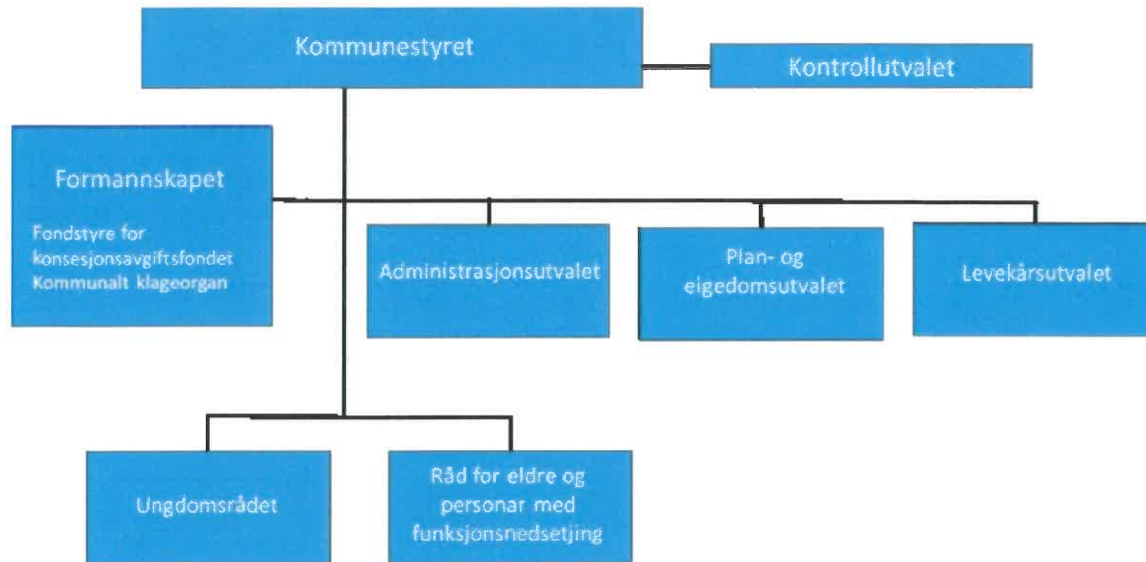 Kommunestyret
Kontrollutvalet
Formannskapet
Fondstyre for
konsesjonsavgiftsfondet
Kommunalt klageorgan
Administrasjonsutvalet
Plan- og
eigedomsutvalet
Levekårsutvalet
Ungdomsrådet
Råd for eldre og
personar med
funksjonsnedsetjing